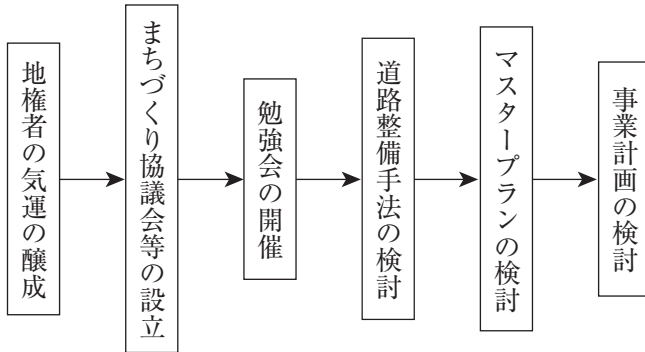 地権者の気運の醸成
まちづくり協議会等の設立
勉強会の開催
道路整備手法の検討
マスタープランの検討
事業計画の検討